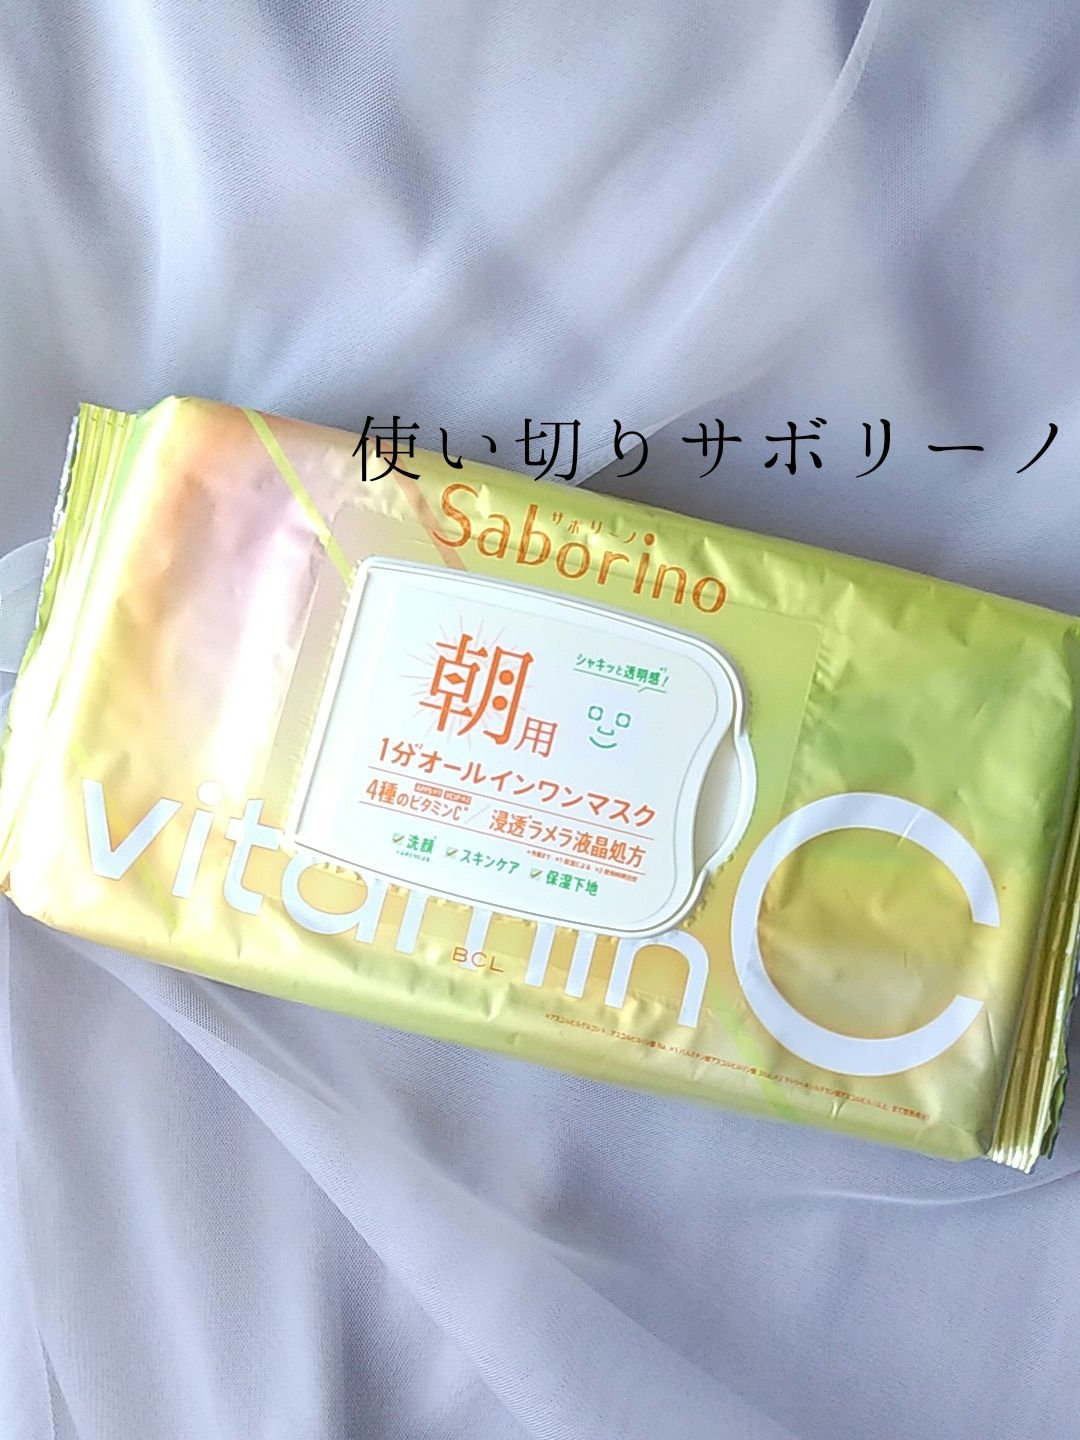 使い切りサボリーノ
サボリーノ
Saborino
シャキッと透明感!
朝用
1分オールインワンマスク
4種のビタミンC/浸透ラメラ液晶処方
洗顔 スキンケア 保湿下地
vitaminC
BCL